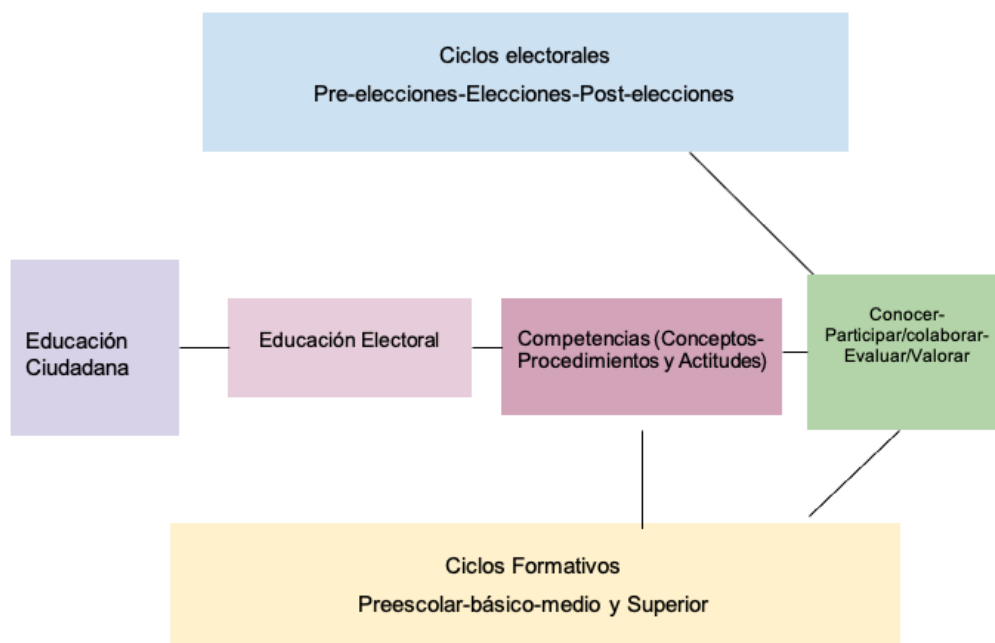 Ciclos electorales
Pre-elecciones-Elecciones-Post-elecciones
Educación
Ciudadana
Educación Electoral
Competencias (Conceptos-
Procedimientos y Actitudes)
Conocer-
Participar/colaborar-
Evaluar/Valorar
Ciclos Formativos
Preescolar-básico-medio y Superior